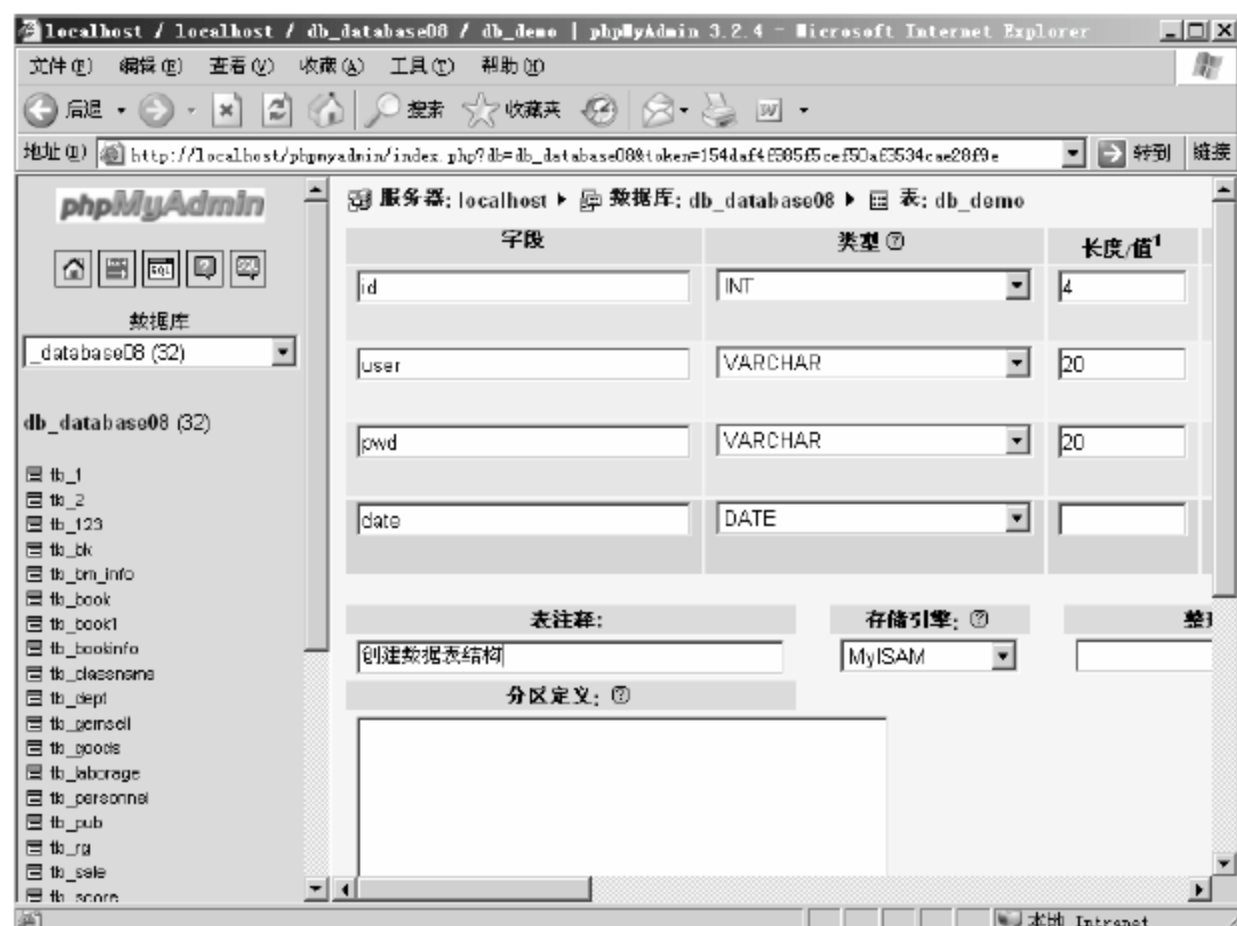 localhost / localhost / db_database08 / db_demo | phpMyAdmin 3.2.4 - Microsoft Internet Explorer
文件(F) 编辑(E) 查看(V) 收藏(A) 工具(T) 帮助(H)
后退 搜索 收藏夹
地址(D) http://localhost/phpmyadmin/index.php?db=db_database08&token=154daf4f985f5cef50af3534cae28f9e 转到 链接
phpMyAdmin
SQL
数据库
_database08 (32)
db_database08 (32)
tb_1
tb_2
tb_123
tb_bk
tb_bm_info
tb_book
tb_book1
tb_bookinfo
tb_classname
tb_dept
tb_gemsell
tb_goods
tb_laborage
tb_personnel
tb_pub
tb_rg
tb_sale
tb_score
服务器: localhost 数据库: db_database08 表: db_demo
字段 类型 长度/值1
id INT 4
user VARCHAR 20
pwd VARCHAR 20
date DATE
表注释: 存储引擎:
创建数据表结构 MyISAM
分区定义:
本地 Intranet